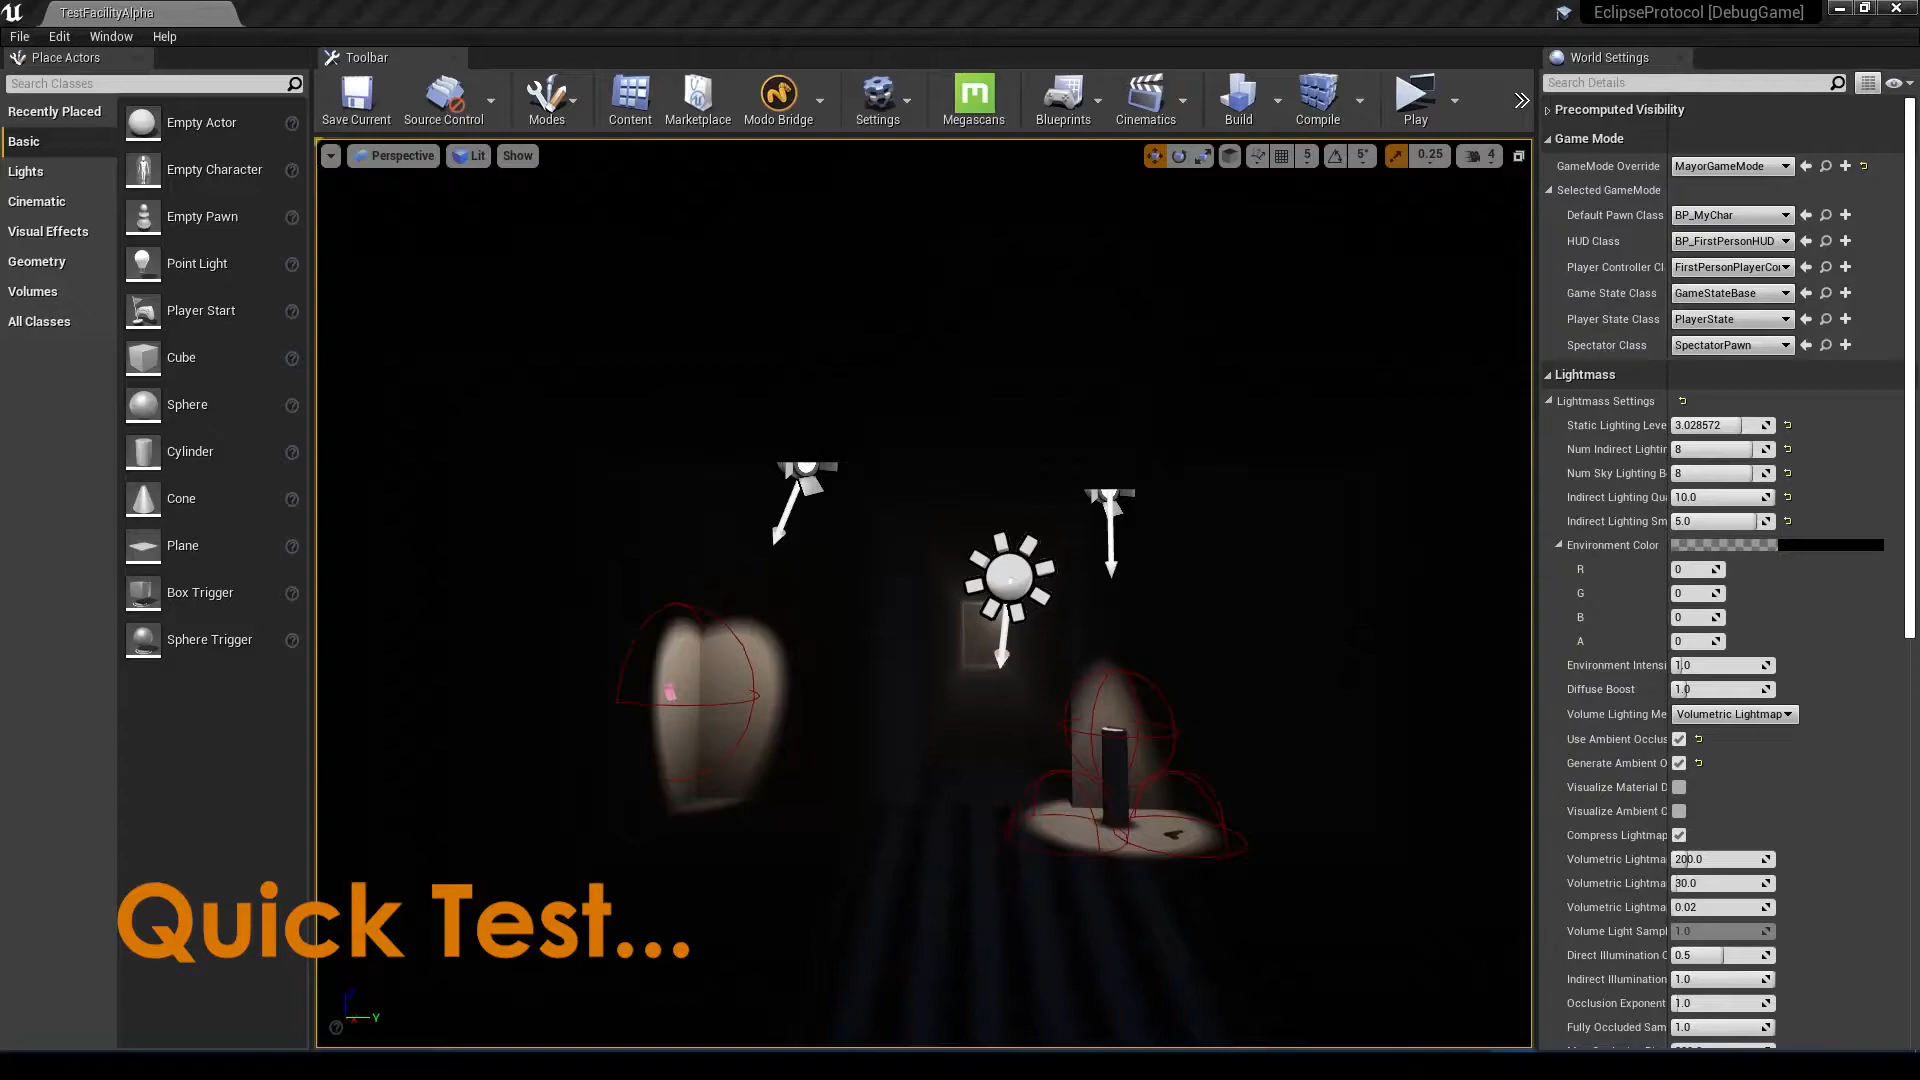 TestFacilityAlpha
EclipseProtocol [DebugGame]
File Edit Window Help
Place Actors
Search Classes
Recently Placed
Basic
Lights
Cinematic
Visual Effects
Geometry
Volumes
All Classes
Empty Actor
Empty Character
Empty Pawn
Point Light
Player Start
Cube
Sphere
Cylinder
Cone
Plane
Box Trigger
Sphere Trigger
Toolbar
Save Current
Source Control
Modes
Content
Marketplace
Modo Bridge
Settings
Megascans
Blueprints
Cinematics
Build
Compile
Play
Perspective Lit Show
5 5° 0.25 4
Quick Test...
Y
World Settings
Search Details
Precomputed Visibility
Game Mode
GameMode Override MayorGameMode
Selected GameMode
Default Pawn Class BP_MyChar
HUD Class BP_FirstPersonHUD
Player Controller Cl FirstPersonPlayerCo
Game State Class GameStateBase
Player State Class PlayerState
Spectator Class SpectatorPawn
Lightmass
Lightmass Settings
Static Lighting Leve 3.028572
Num Indirect Lightin 8
Num Sky Lighting B 8
Indirect Lighting Qu 10.0
Indirect Lighting Sm 5.0
Environment Color
R 0
G 0
B 0
A 0
Environment Intensi 1.0
Diffuse Boost 1.0
Volume Lighting Me Volumetric Lightmap
Use Ambient Occlus
Generate Ambient O
Visualize Material D
Visualize Ambient O
Compress Lightmap
Volumetric Lightma 200.0
Volumetric Lightma 30.0
Volumetric Lightma 0.02
Volume Light Sampl 1.0
Direct Illumination O 0.5
Indirect Illumination 1.0
Occlusion Exponent 1.0
Fully Occluded Sam 1.0